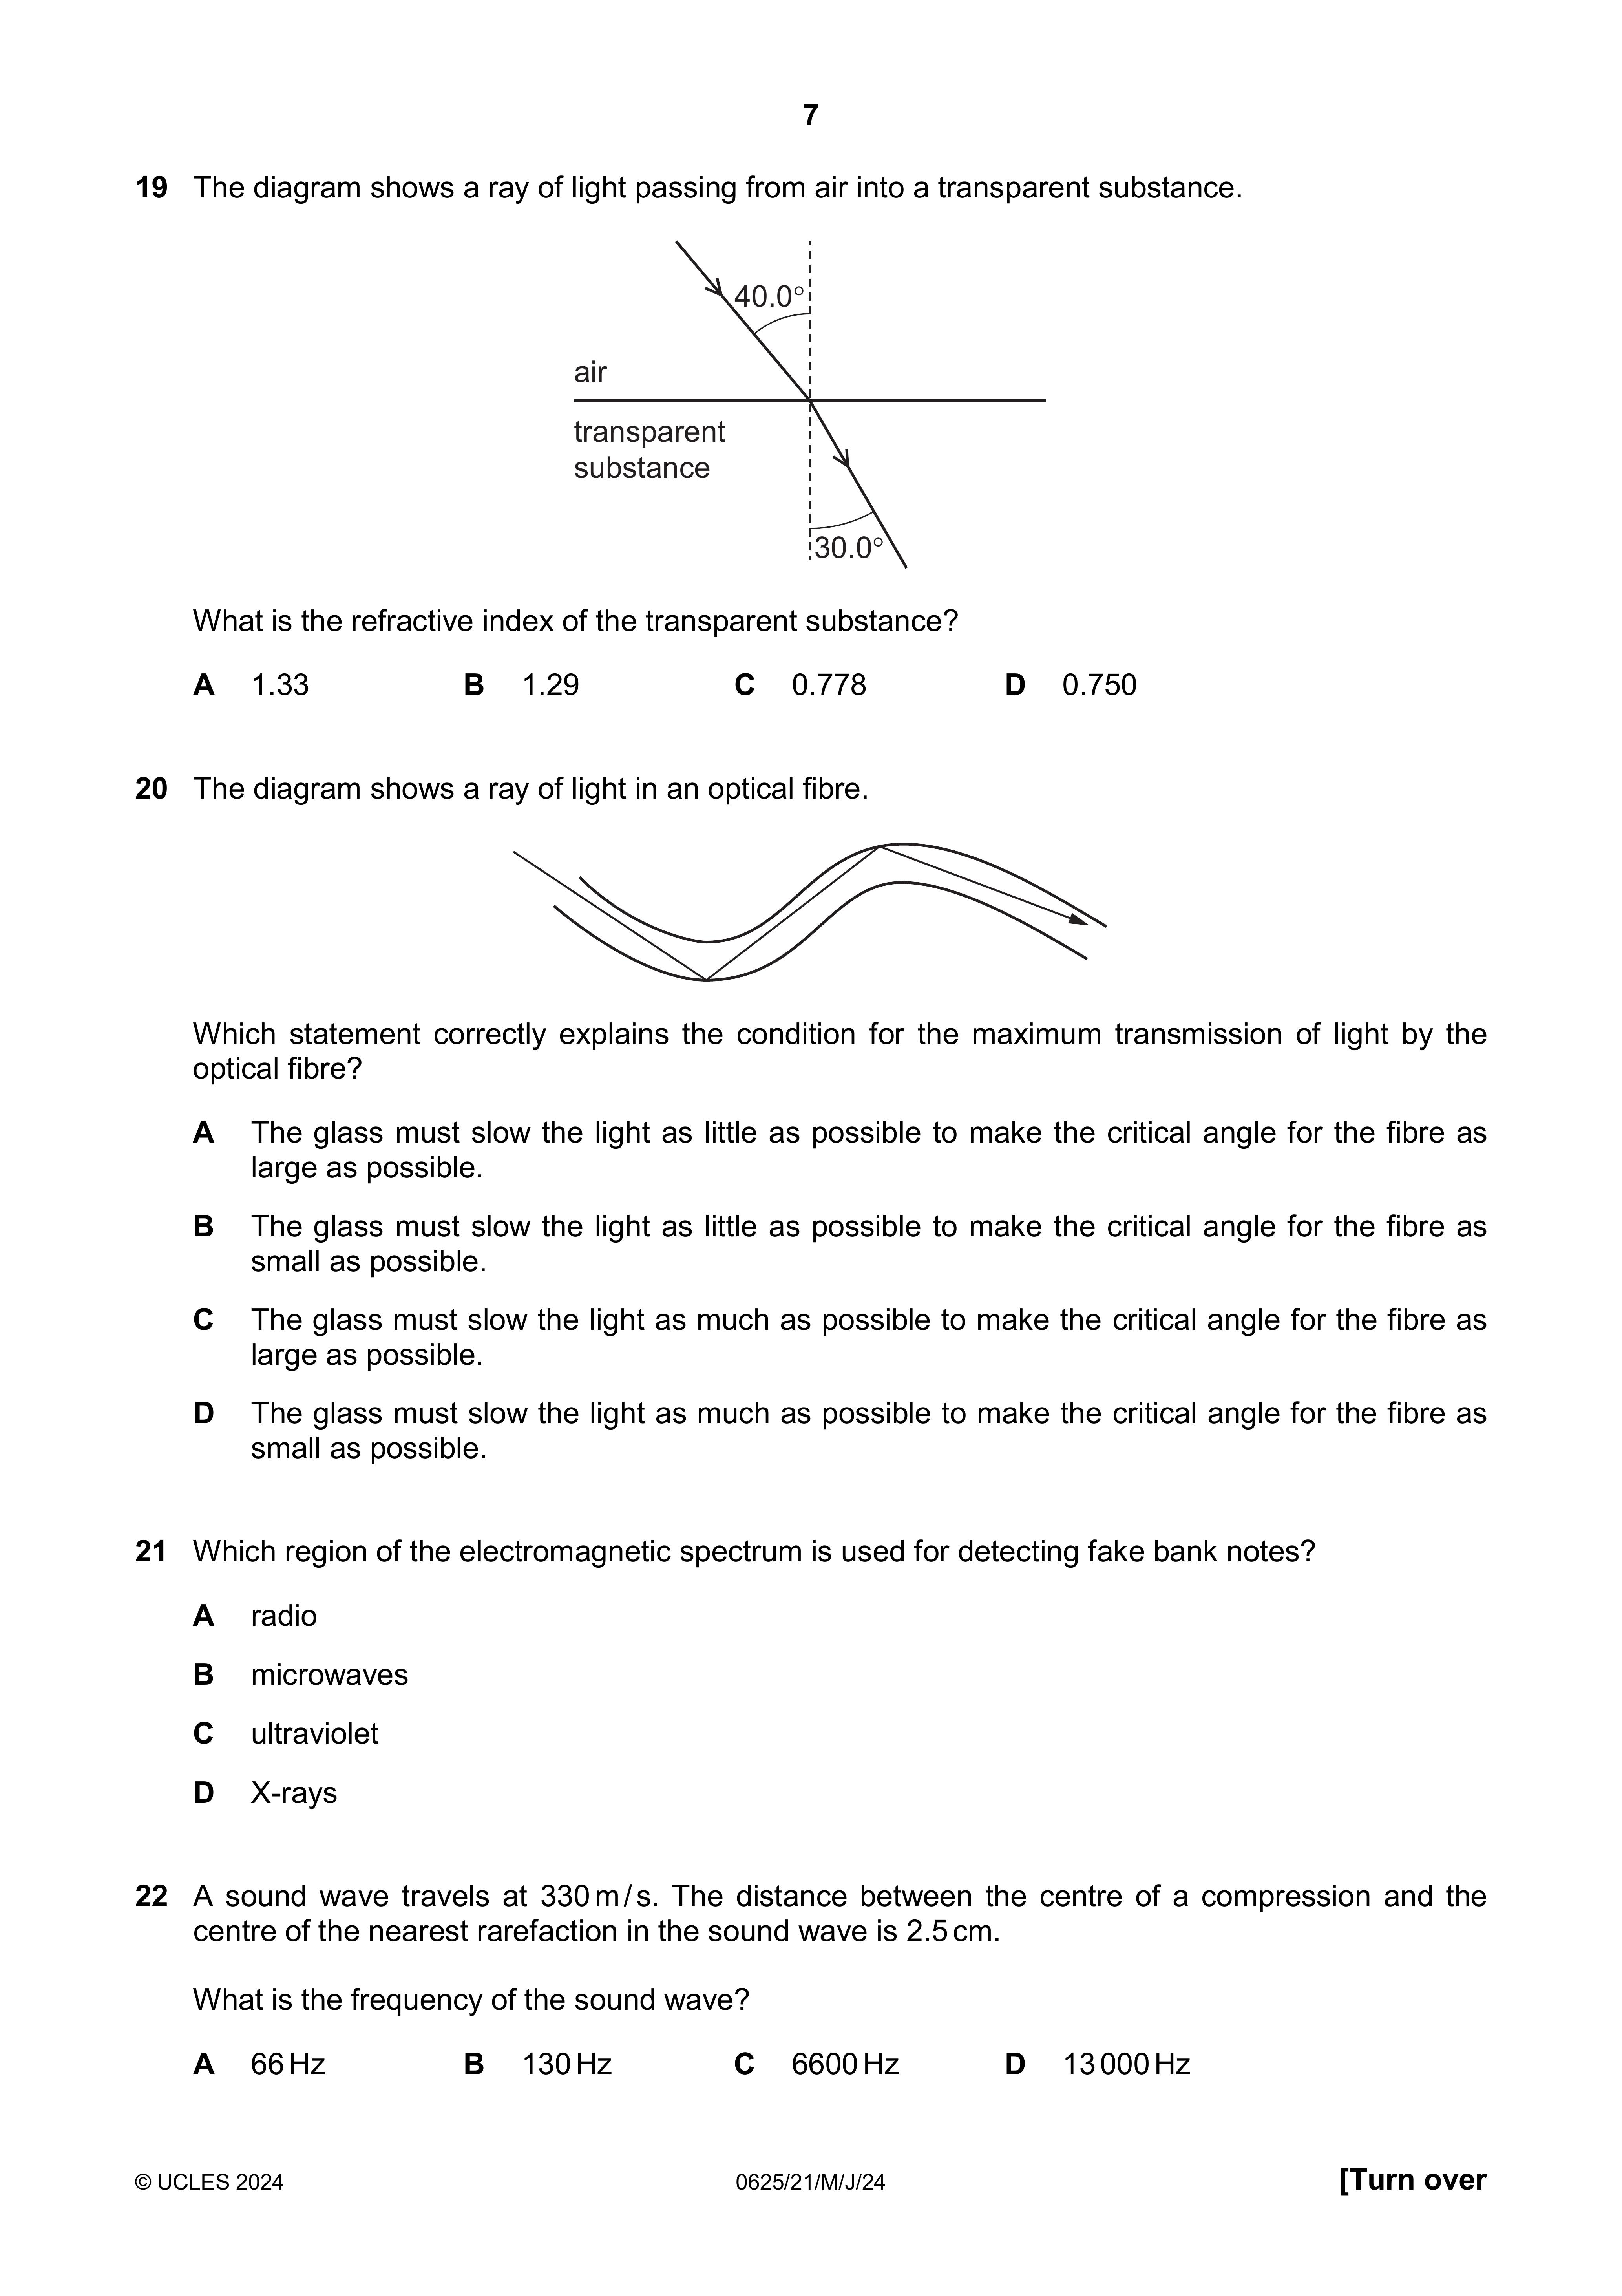 7
19 The diagram shows a ray of light passing from air into a transparent substance.
40.0°
air
transparent
substance
30.0°
What is the refractive index of the transparent substance?
A 1.33 B 1.29 C 0.778 D 0.750
20 The diagram shows a ray of light in an optical fibre.
Which statement correctly explains the condition for the maximum transmission of light by the
optical fibre?
A The glass must slow the light as little as possible to make the critical angle for the fibre as
large as possible.
B The glass must slow the light as little as possible to make the critical angle for the fibre as
small as possible.
C The glass must slow the light as much as possible to make the critical angle for the fibre as
large as possible.
D The glass must slow the light as much as possible to make the critical angle for the fibre as
small as possible.
21 Which region of the electromagnetic spectrum is used for detecting fake bank notes?
A radio
B microwaves
C ultraviolet
D X-rays
22 A sound wave travels at 330 m / s. The distance between the centre of a compression and the
centre of the nearest rarefaction in the sound wave is 2.5 cm.
What is the frequency of the sound wave?
A 66 Hz B 130 Hz C 6600 Hz D 13 000 Hz
© UCLES 2024 0625/21/M/J/24 [Turn over